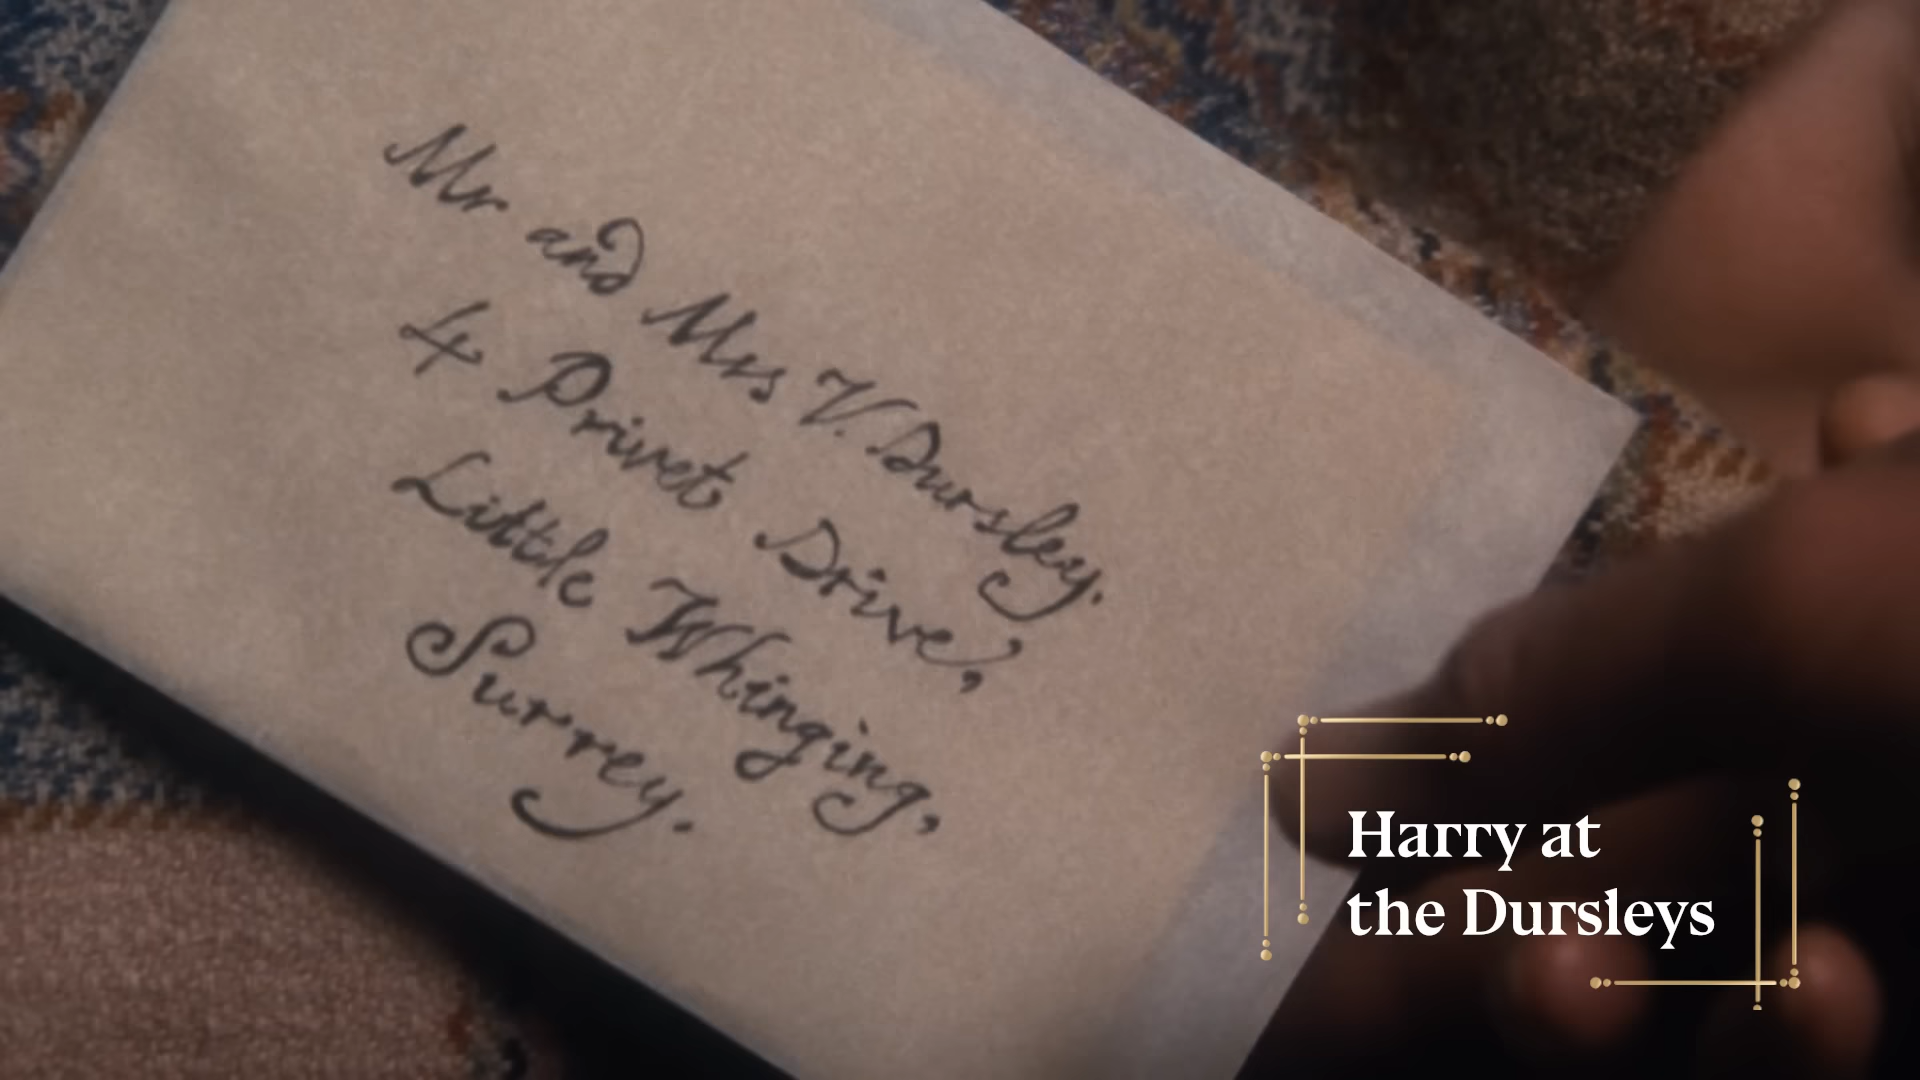 Mr and Mrs V. Dursley.
4 Privet Drive,
Little Whinging,
Surrey.
Harry at
the Dursleys